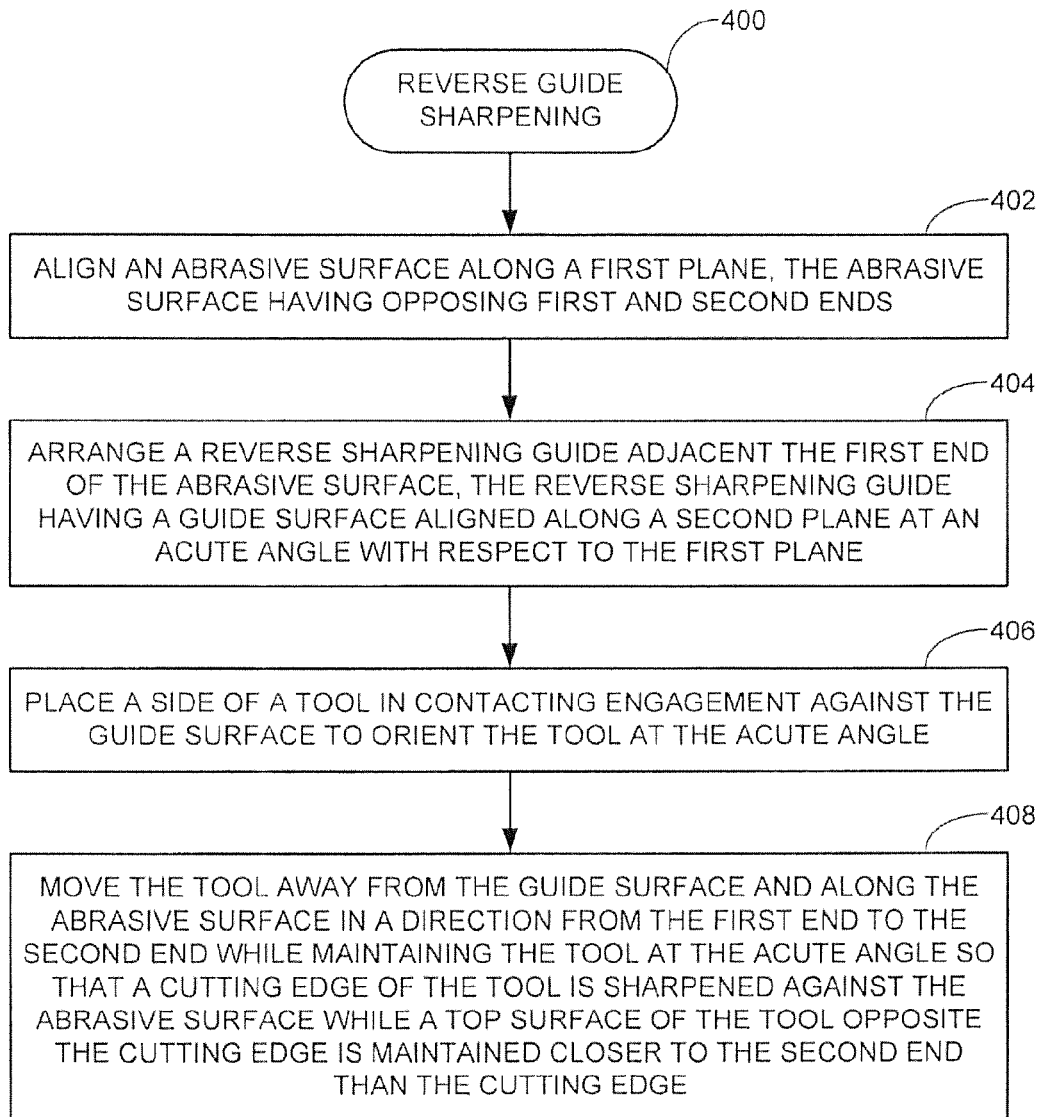 400
REVERSE GUIDE
SHARPENING
402
ALIGN AN ABRASIVE SURFACE ALONG A FIRST PLANE, THE ABRASIVE
SURFACE HAVING OPPOSING FIRST AND SECOND ENDS
404
ARRANGE A REVERSE SHARPENING GUIDE ADJACENT THE FIRST END
OF THE ABRASIVE SURFACE, THE REVERSE SHARPENING GUIDE
HAVING A GUIDE SURFACE ALIGNED ALONG A SECOND PLANE AT AN
ACUTE ANGLE WITH RESPECT TO THE FIRST PLANE
406
PLACE A SIDE OF A TOOL IN CONTACTING ENGAGEMENT AGAINST THE
GUIDE SURFACE TO ORIENT THE TOOL AT THE ACUTE ANGLE
408
MOVE THE TOOL AWAY FROM THE GUIDE SURFACE AND ALONG THE
ABRASIVE SURFACE IN A DIRECTION FROM THE FIRST END TO THE
SECOND END WHILE MAINTAINING THE TOOL AT THE ACUTE ANGLE SO
THAT A CUTTING EDGE OF THE TOOL IS SHARPENED AGAINST THE
ABRASIVE SURFACE WHILE A TOP SURFACE OF THE TOOL OPPOSITE
THE CUTTING EDGE IS MAINTAINED CLOSER TO THE SECOND END
THAN THE CUTTING EDGE